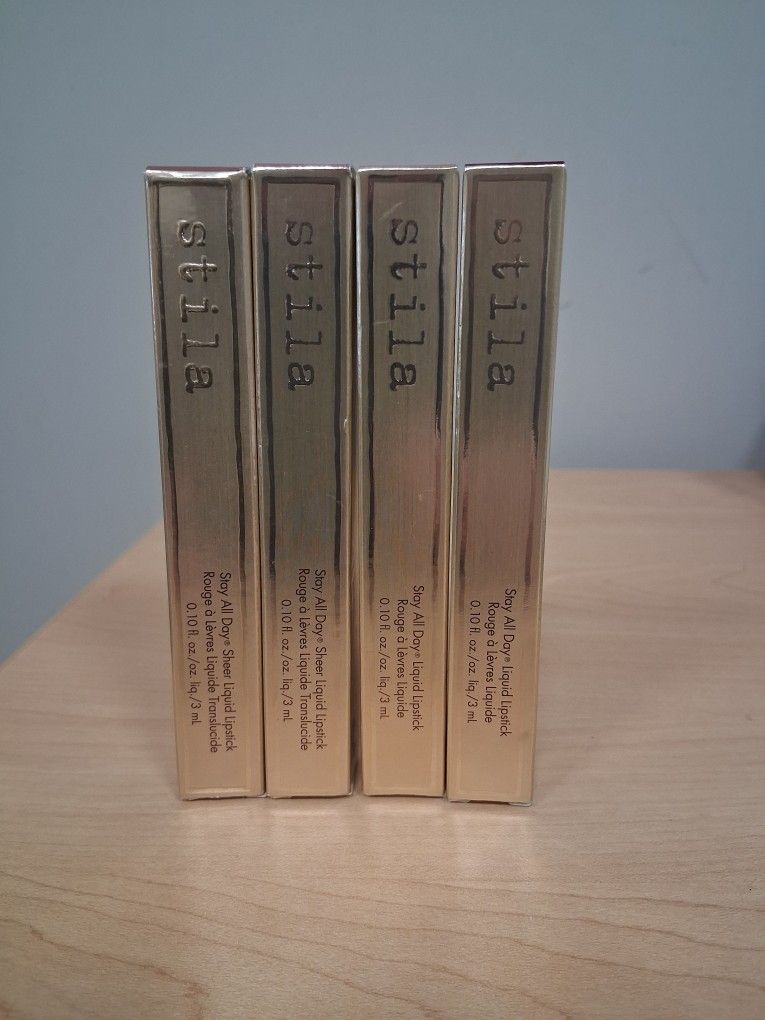 stila
Stay All Day® Sheer Liquid Lipstick
Rouge à Lèvres Liquide Translucide
0.10 fl. oz./oz. liq./3 mL
stila
Stay All Day® Sheer Liquid Lipstick
Rouge à Lèvres Liquide Translucide
0.10 fl. oz./oz. liq./3 mL
stila
Stay All Day® Liquid Lipstick
Rouge à Lèvres Liquide
0.10 fl. oz./oz. liq./3 mL
stila
Stay All Day® Liquid Lipstick
Rouge à Lèvres Liquide
0.10 fl. oz./oz. liq./3 mL